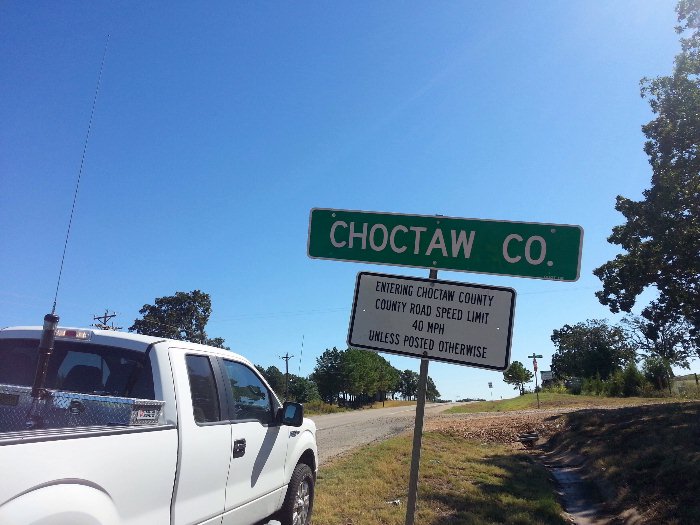 CHOCTAW CO.
ENTERING CHOCTAW COUNTY
COUNTY ROAD SPEED LIMIT
40 MPH
UNLESS POSTED OTHERWISE